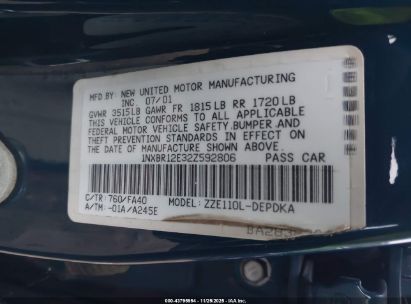 MFD.BY: NEW UNITED MOTOR MANUFACTURING
INC. 07/01
GVWR 3515LB GAWR FR 1815LB RR 1720LB
THIS VEHICLE CONFORMS TO ALL APPLICABLE
FEDERAL MOTOR VEHICLE SAFETY,BUMPER,AND
THEFT PREVENTION STANDARDS IN EFFECT ON
THE DATE OF MANUFACTURE SHOWN ABOVE.
1NXBR12E32Z592806 PASS CAR
C/TR: 760/FA40 MODEL: ZZE110L-DEPDKA
A/TM: -01A/A245E